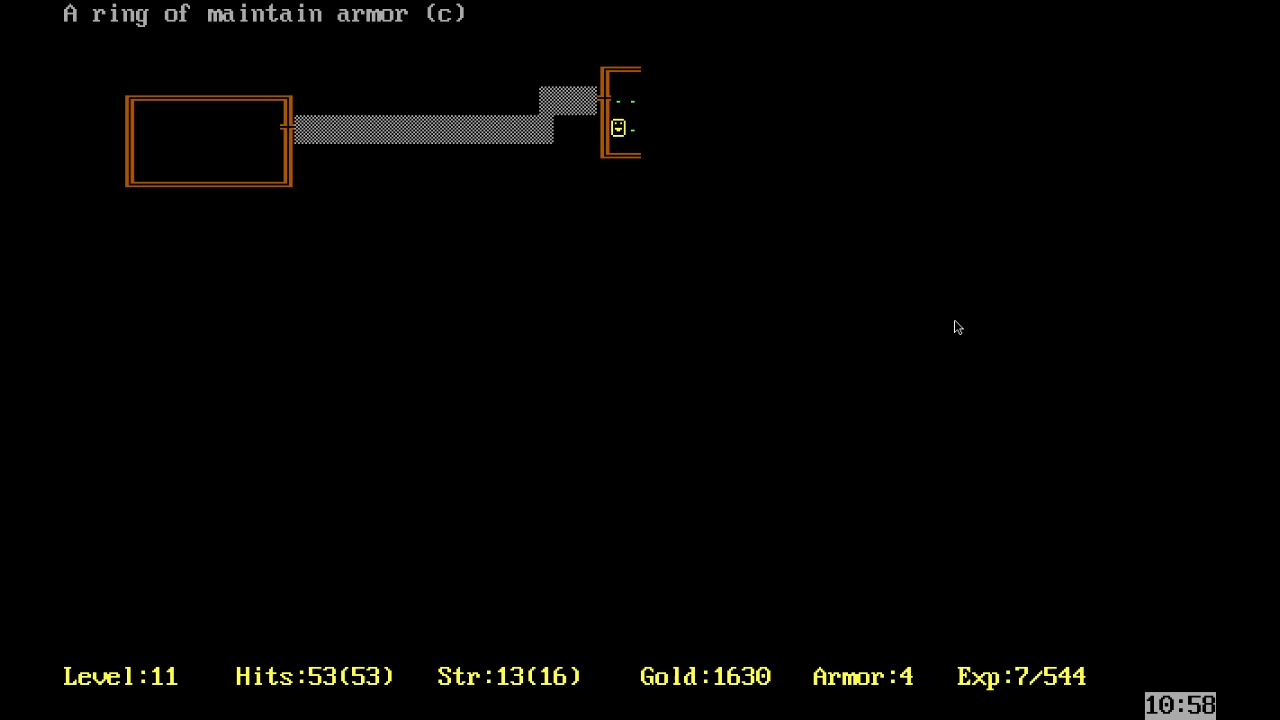 A ring of maintain armor (c)
Level:11 Hits:53(53) Str:13(16) Gold:1630 Armor:4 Exp:7/544
10:58